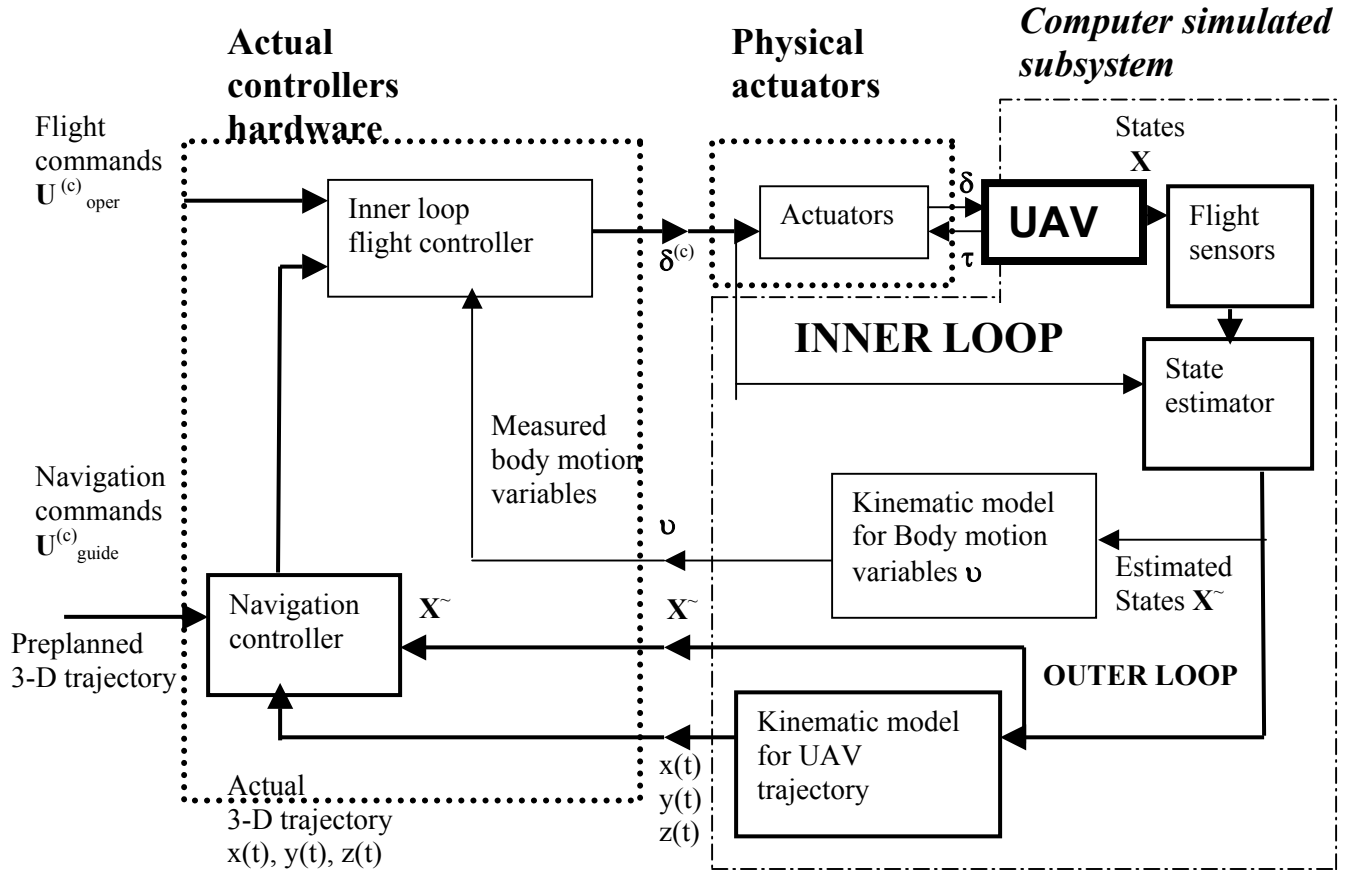 Computer simulated
subsystem
Actual
controllers
hardware
Physical
actuators
Flight
commands
U (c) oper
Inner loop
flight controller
δ(c)
Actuators
δ
τ
UAV
States
X
Flight
sensors
INNER LOOP
State
estimator
Measured
body motion
variables
Navigation
commands
U(c) guide
υ
Kinematic model
for Body motion
variables υ
Estimated
States X~
Navigation
controller
X~
X~
Preplanned
3-D trajectory
OUTER LOOP
Kinematic model
for UAV
trajectory
x(t)
y(t)
z(t)
Actual
3-D trajectory
x(t), y(t), z(t)